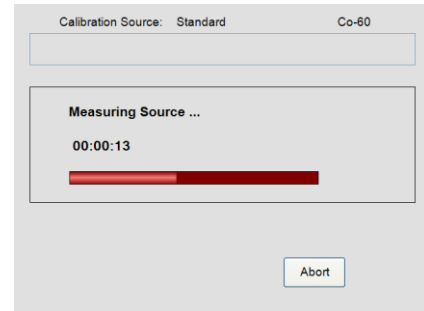 Calibration Source: Standard Co-60
Measuring Source ...
00:00:13
Abort